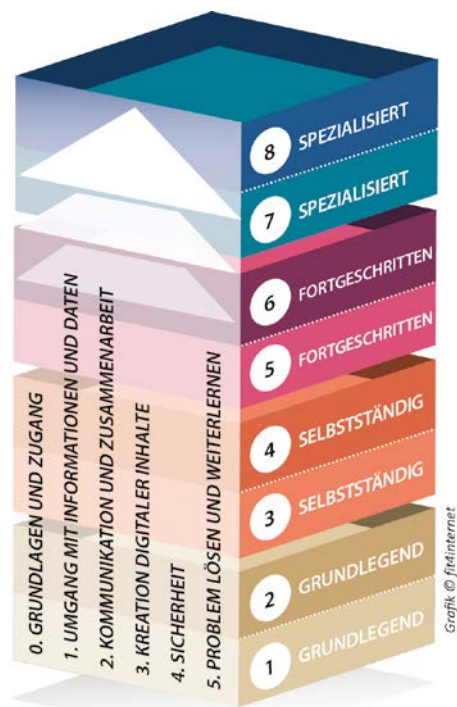 8 SPEZIALISIERT
7 SPEZIALISIERT
6 FORTGESCHRITTEN
5 FORTGESCHRITTEN
4 SELBSTSTÄNDIG
3 SELBSTSTÄNDIG
2 GRUNDLEGEND
1 GRUNDLEGEND
0. GRUNDLAGEN UND ZUGANG
1. UMGANG MIT INFORMATIONEN UND DATEN
2. KOMMUNIKATION UND ZUSAMMENARBEIT
3. KREATION DIGITALER INHALTE
4. SICHERHEIT
5. PROBLEM LÖSEN UND WEITERLERNEN
Grafik © fit4internet